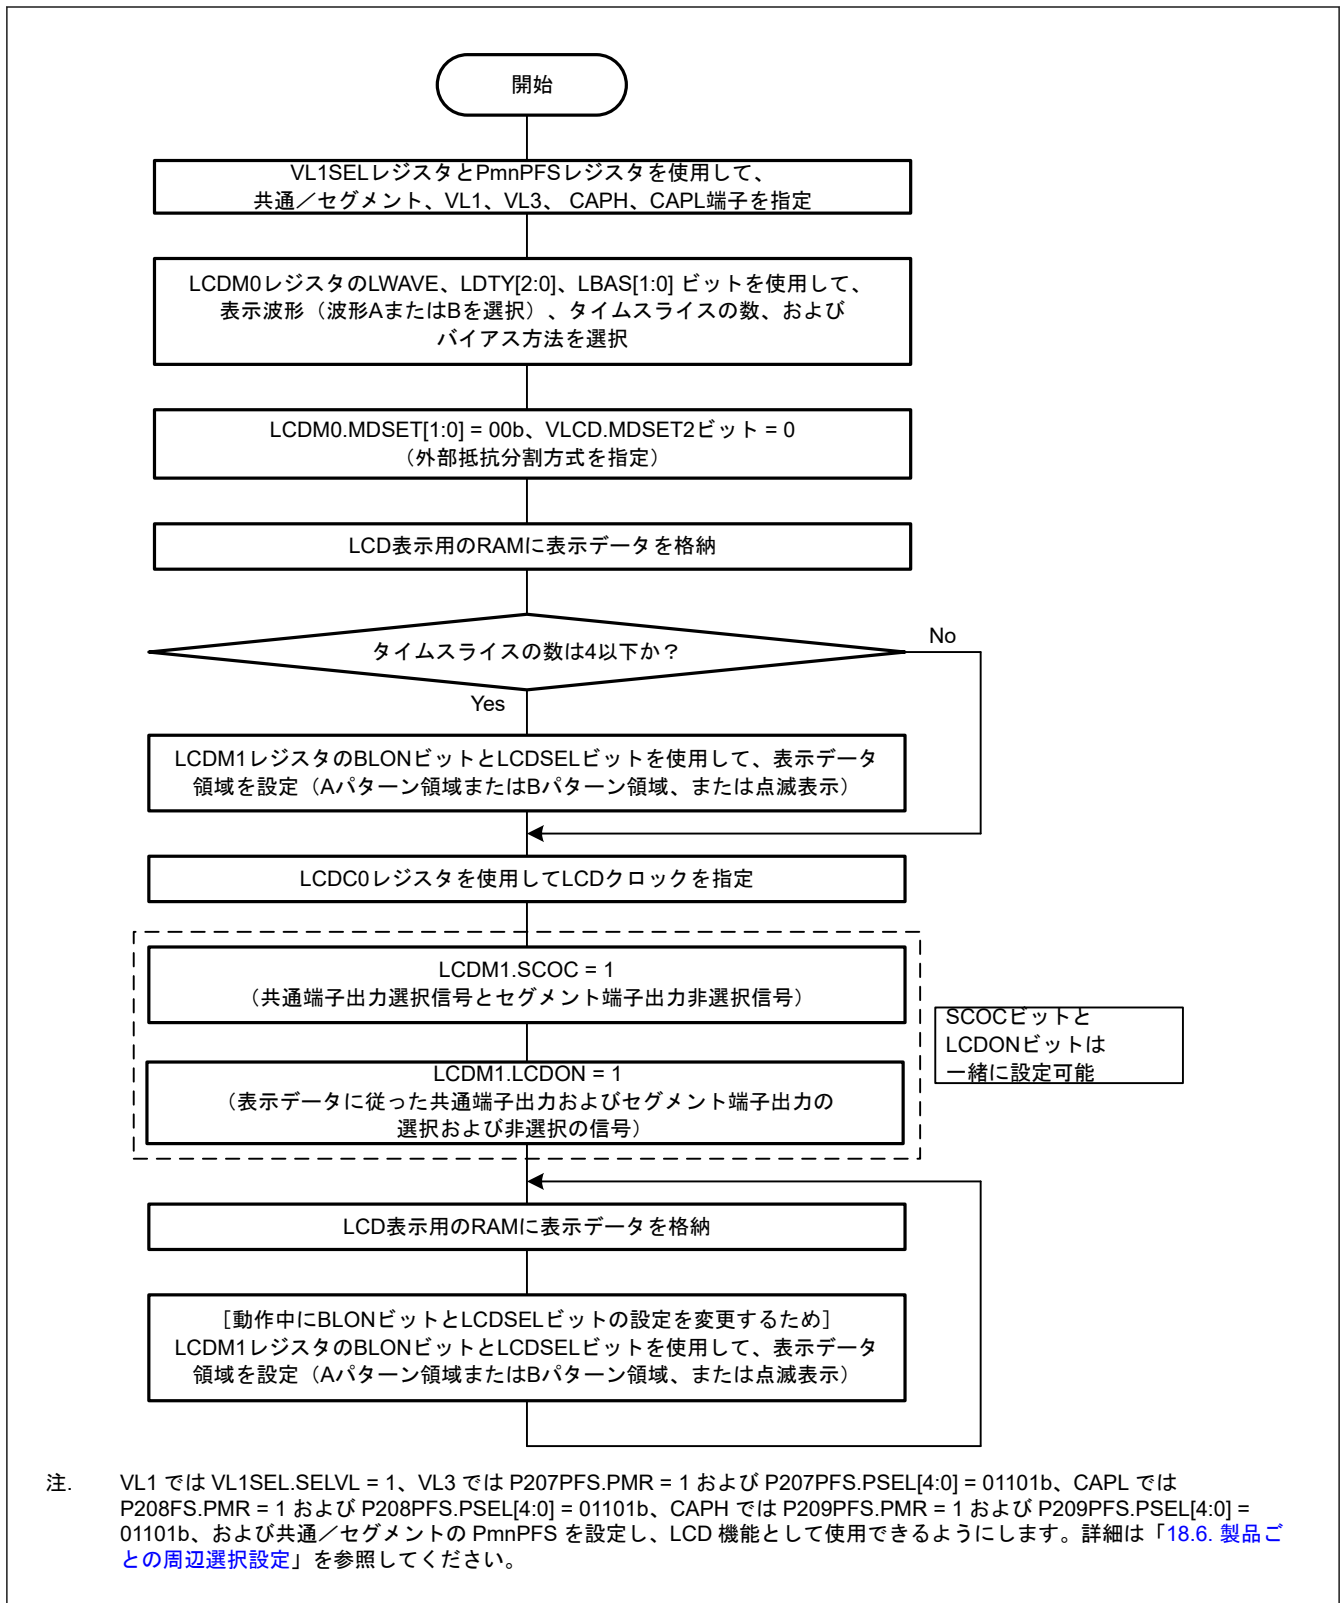 開始
VL1SELレジスタとPmnPFSレジスタを使用して、
共通／セグメント、VL1、VL3、 CAPH、CAPL端子を指定
LCDM0レジスタのLWAVE、LDTY[2:0]、LBAS[1:0] ビットを使用して、
表示波形（波形AまたはBを選択）、タイムスライスの数、および
バイアス方法を選択
LCDM0.MDSET[1:0] = 00b、VLCD.MDSET2ビット = 0
（外部抵抗分割方式を指定）
LCD表示用のRAMに表示データを格納
タイムスライスの数は4以下か？
No
Yes
LCDM1レジスタのBLONビットとLCDSELビットを使用して、表示データ
領域を設定（Aパターン領域またはBパターン領域、または点滅表示）
LCDC0レジスタを使用してLCDクロックを指定
LCDM1.SCOC = 1
（共通端子出力選択信号とセグメント端子出力非選択信号）
SCOCビットと
LCDONビットは
一緒に設定可能
LCDM1.LCDON = 1
（表示データに従った共通端子出力およびセグメント端子出力の
選択および非選択の信号）
LCD表示用のRAMに表示データを格納
［動作中にBLONビットとLCDSELビットの設定を変更するため］
LCDM1レジスタのBLONビットとLCDSELビットを使用して、表示データ
領域を設定（Aパターン領域またはBパターン領域、または点滅表示）
注. VL1 では VL1SEL.SELVL = 1、VL3 では P207PFS.PMR = 1 および P207PFS.PSEL[4:0] = 01101b、CAPL では
P208FS.PMR = 1 および P208PFS.PSEL[4:0] = 01101b、CAPH では P209PFS.PMR = 1 および P209PFS.PSEL[4:0] =
01101b、および共通／セグメントの PmnPFS を設定し、LCD 機能として使用できるようにします。詳細は「18.6. 製品ご
との周辺選択設定」を参照してください。